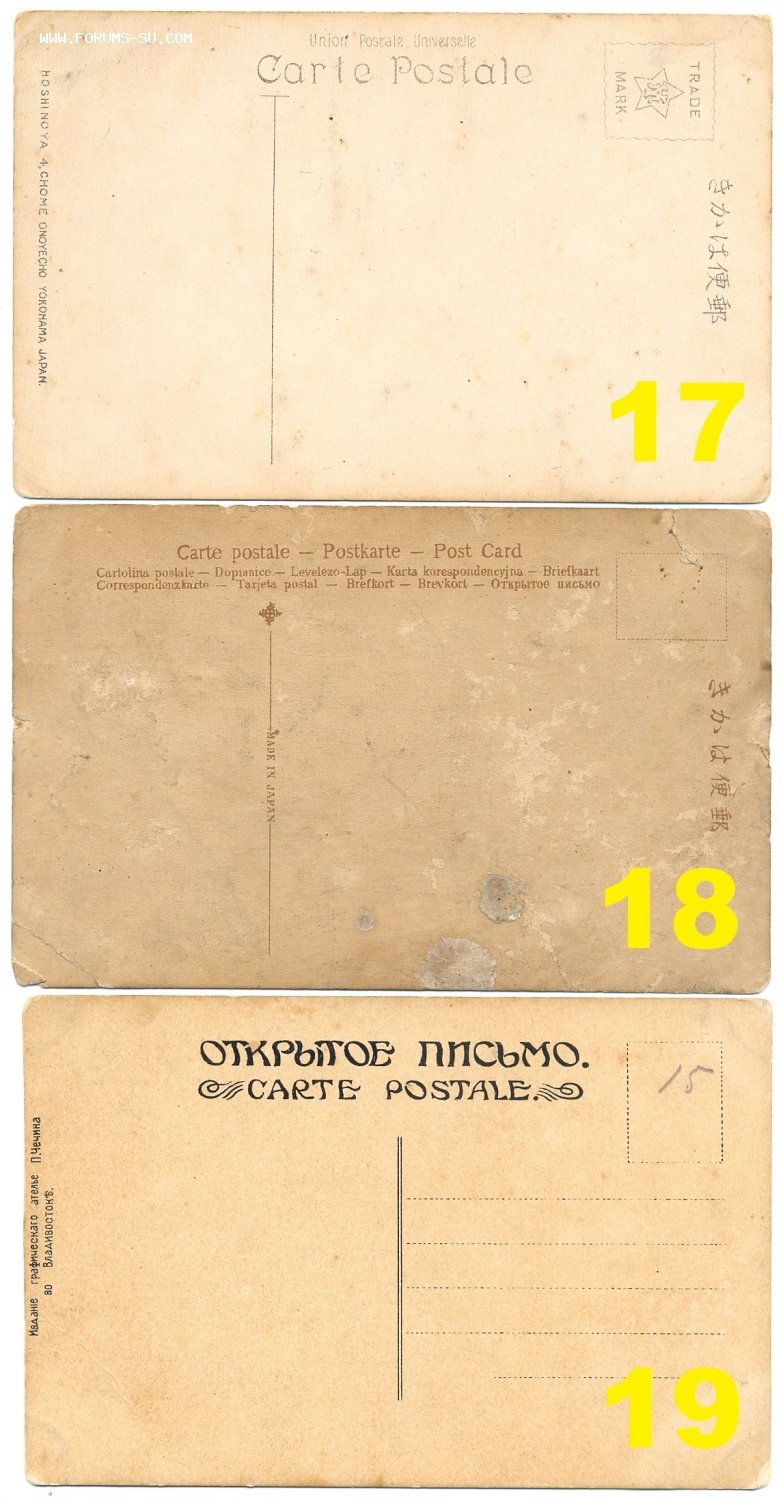 WWW.FORUMS-SU.COM
Union Postale Universelle
Carte Postale
TRADE
MARK
HOSHINOYA 4, CHOME ONOYECHO YOKOHAMA JAPAN.
きかは便郵
17
Carte postale — Postkarte — Post Card
Cartolina postale — Dopisnice — Levelezo-Lap — Karta korespondencyjna — Briefkaart
Correspondenzkarte — Tarjeta postal — Brefkort — Brevkort — Открытое письмо
MADE IN JAPAN
きかは便郵
18
ОТКРЫТОЕ ПИСЬМО.
CARTE POSTALE.
15
Изданіе графическаго ателье П.Чечина
во Владивостокѣ.
19